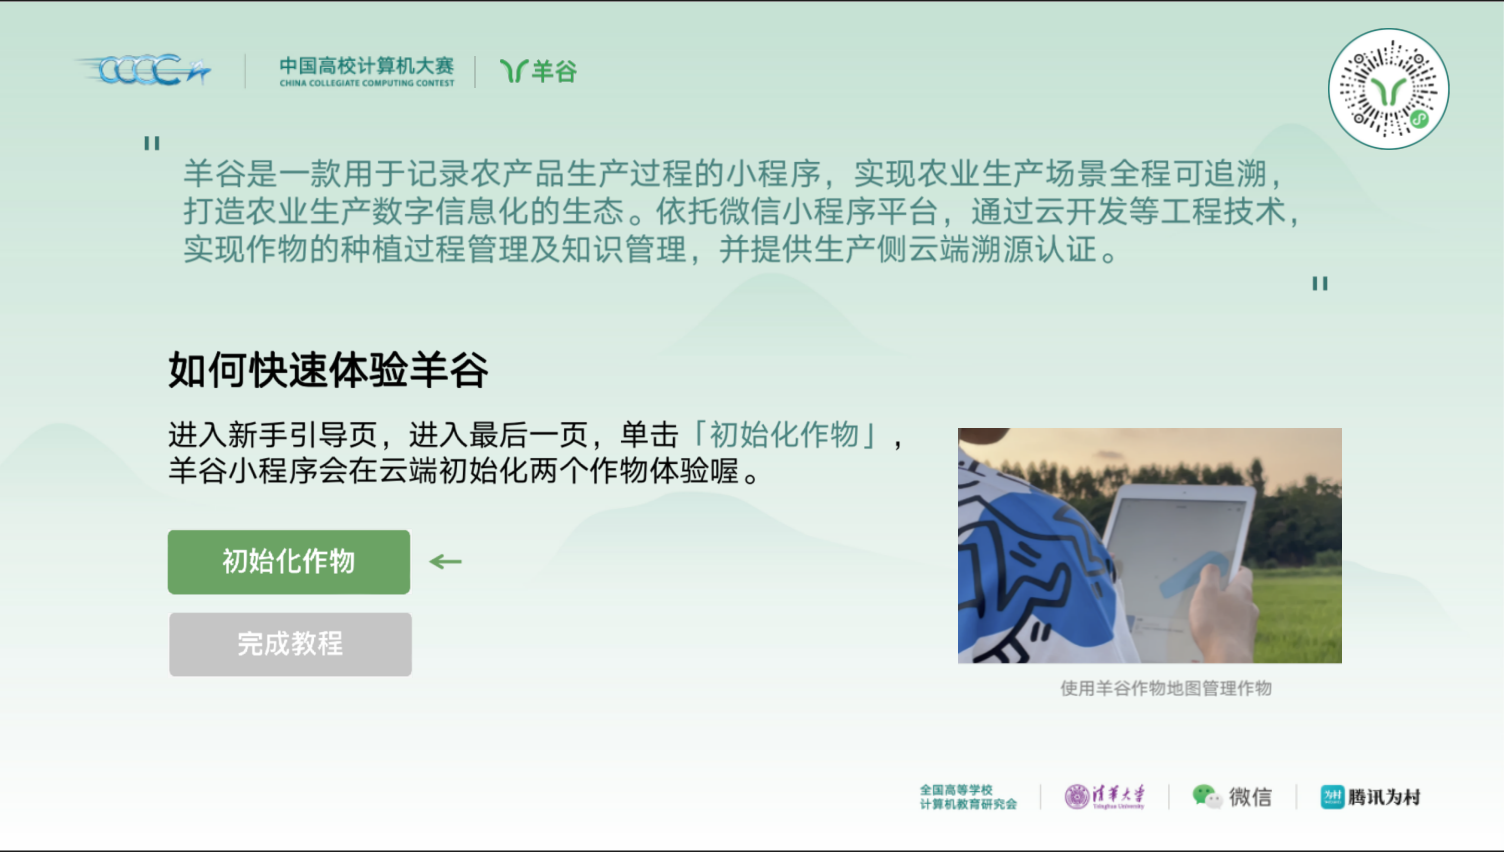 中国高校计算机大赛
CHINA COLLEGIATE COMPUTING CONTEST
羊谷
"
羊谷是一款用于记录农产品生产过程的小程序，实现农业生产场景全程可追溯，
打造农业生产数字信息化的生态。依托微信小程序平台，通过云开发等工程技术，
实现作物的种植过程管理及知识管理，并提供生产侧云端溯源认证。
"
如何快速体验羊谷
进入新手引导页，进入最后一页，单击「初始化作物」，
羊谷小程序会在云端初始化两个作物体验喔。
初始化作物 ←
完成教程
使用羊谷作物地图管理作物
全国高等学校
计算机教育研究会
清华大学
Tsinghua University
微信
为村
腾讯为村